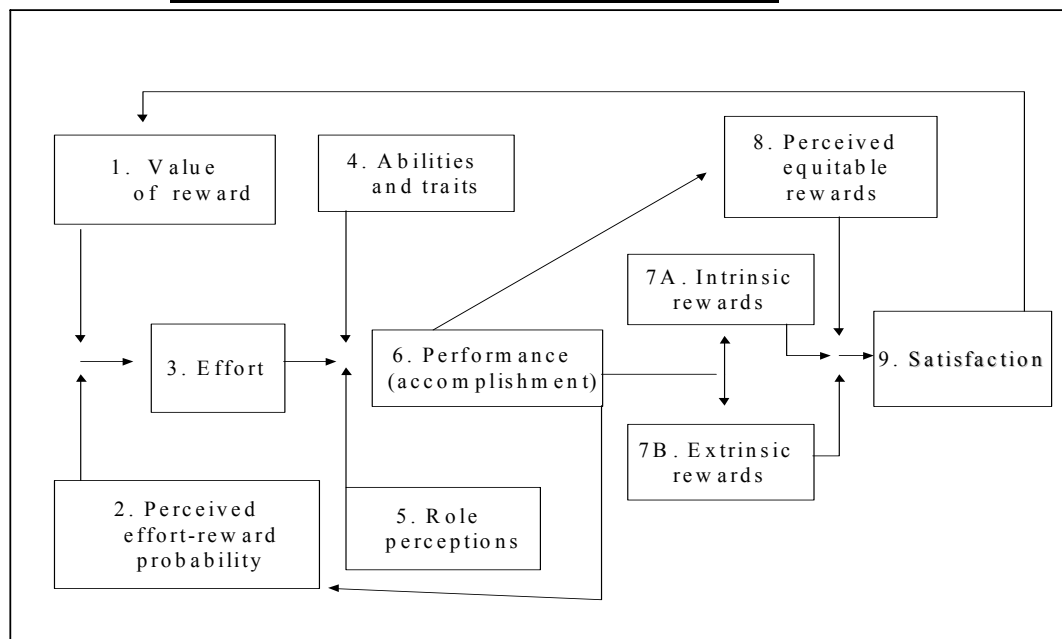 1. Value
of reward
4. Abilities
and traits
8. Perceived
equitable
rewards
7A. Intrinsic
rewards
3. Effort
6. Performance
(accomplishment)
9. Satisfaction
7B. Extrinsic
rewards
2. Perceived
effort-reward
probability
5. Role
perceptions